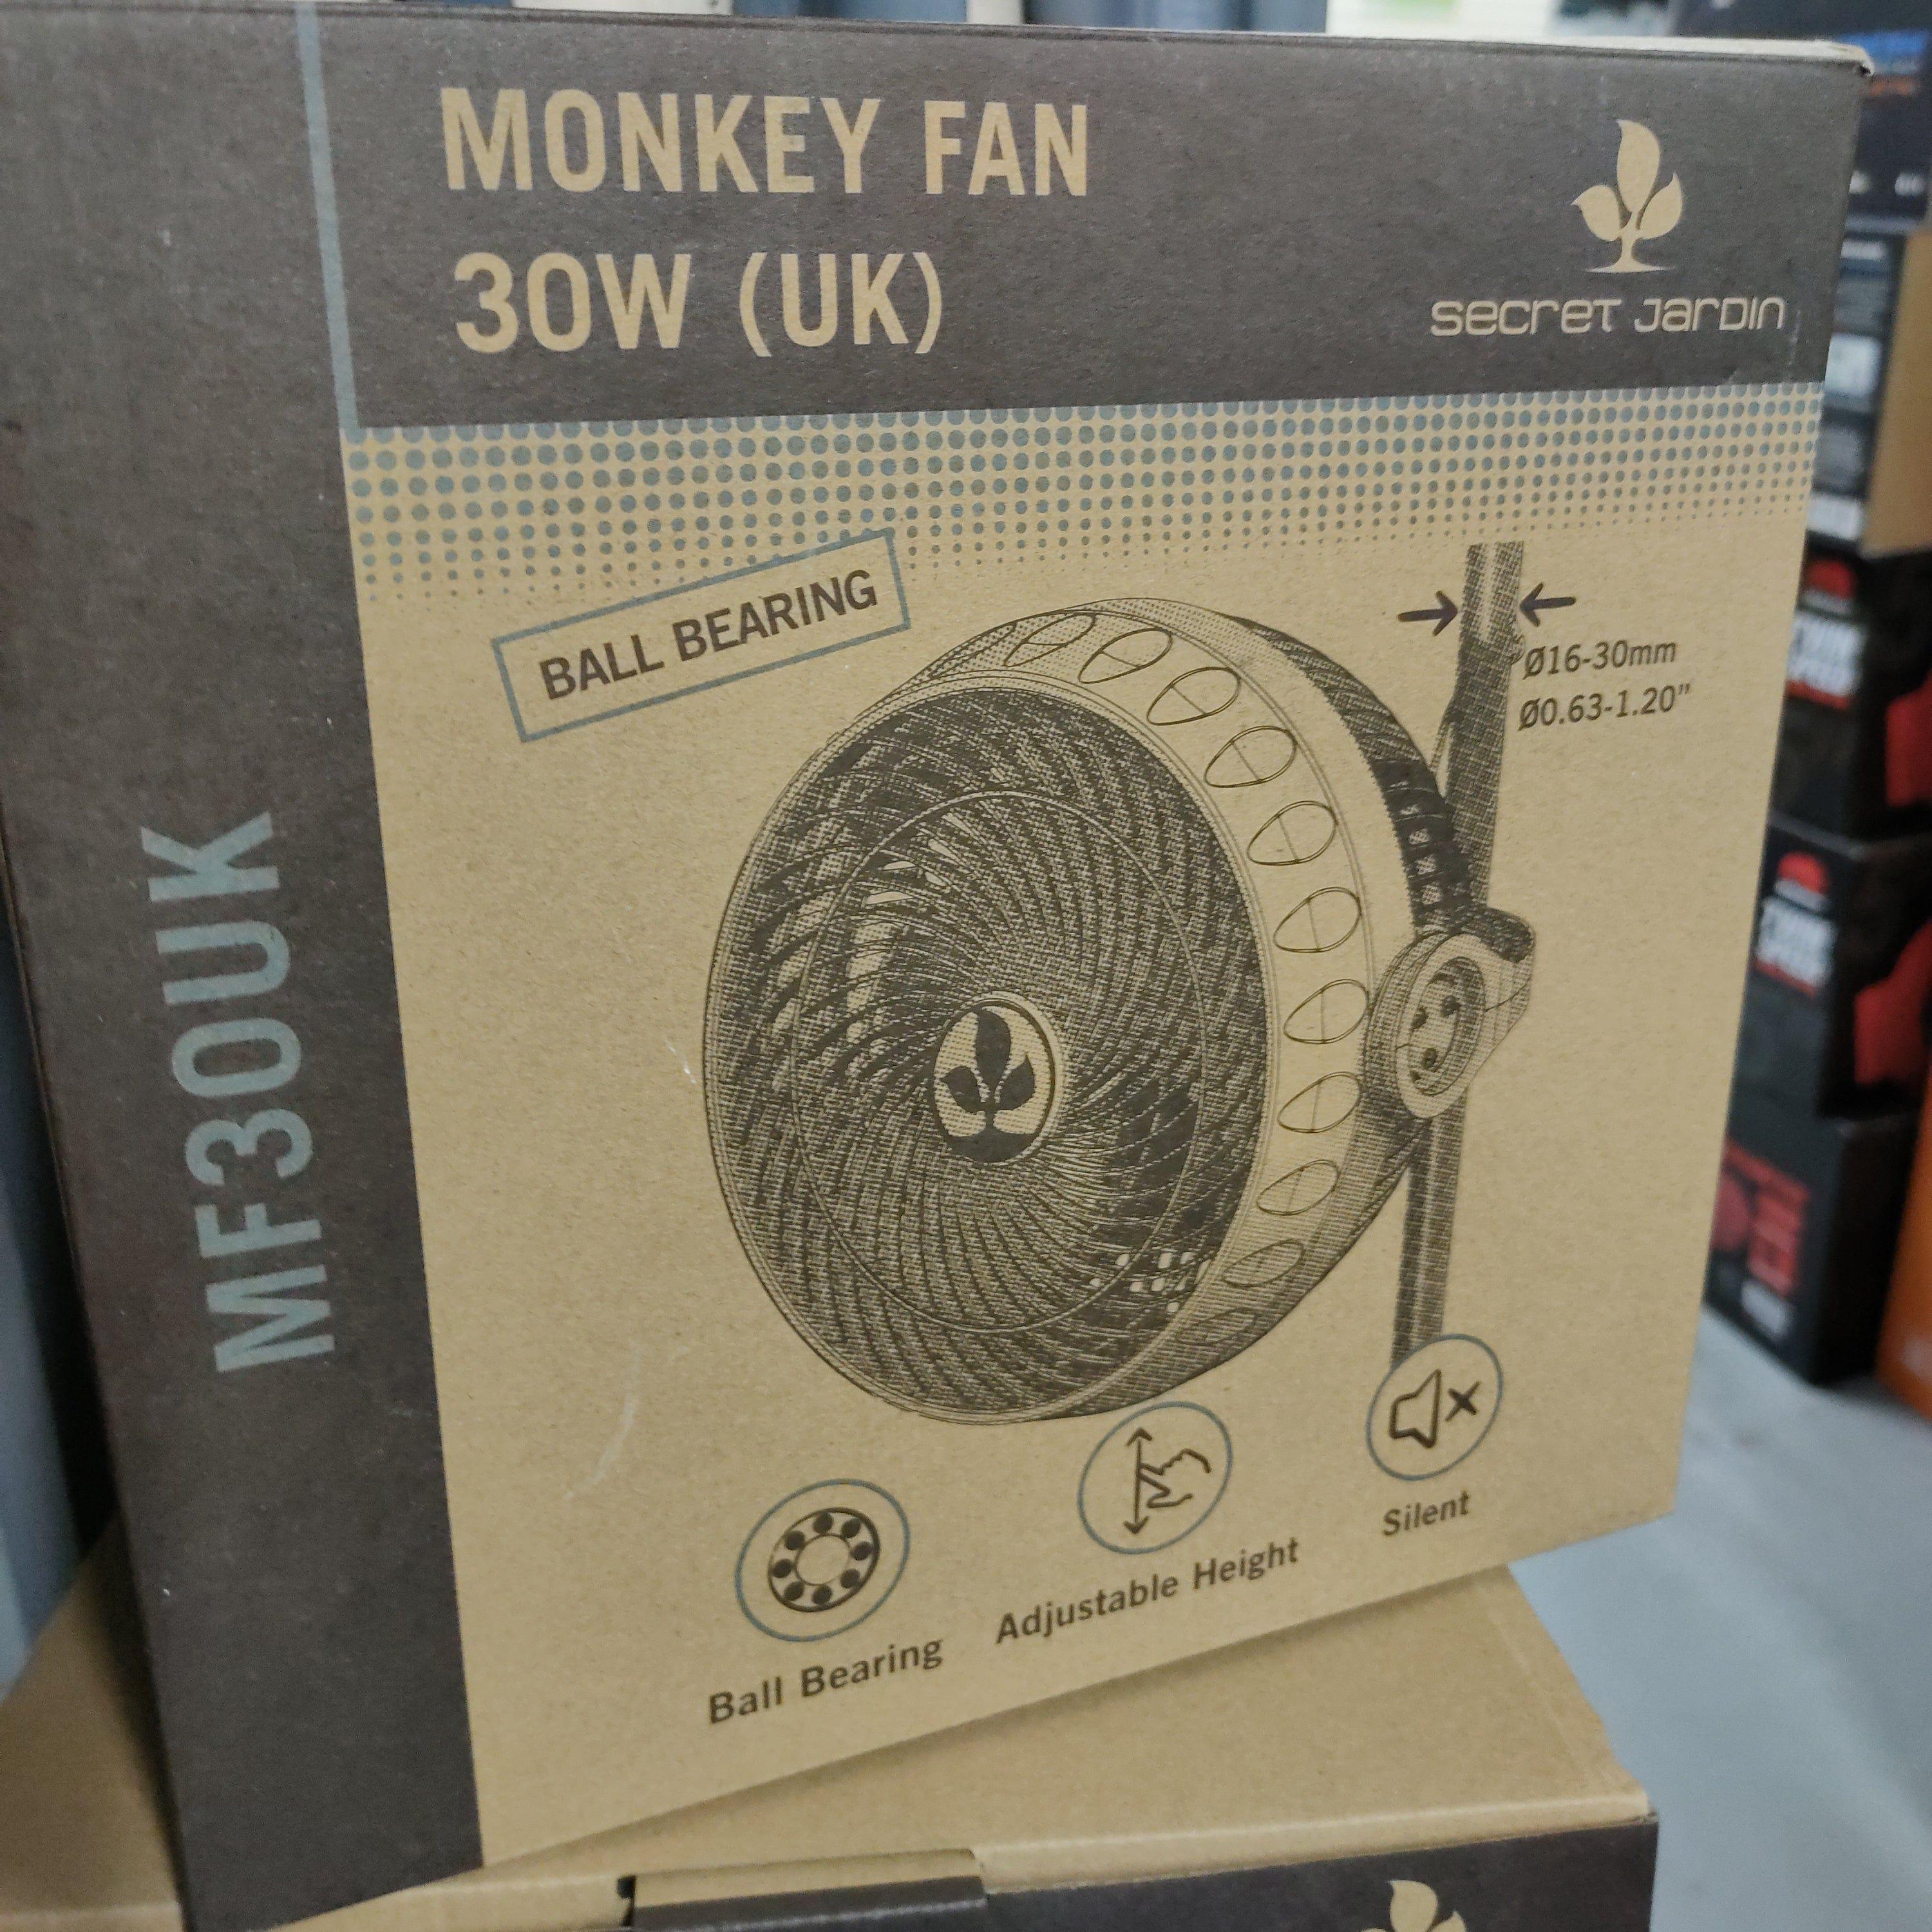 MONKEY FAN
30W (UK)
secret jardin
BALL BEARING
Ø16-30mm
Ø0.63-1.20"
MF30UK
Ball Bearing
Adjustable Height
Silent